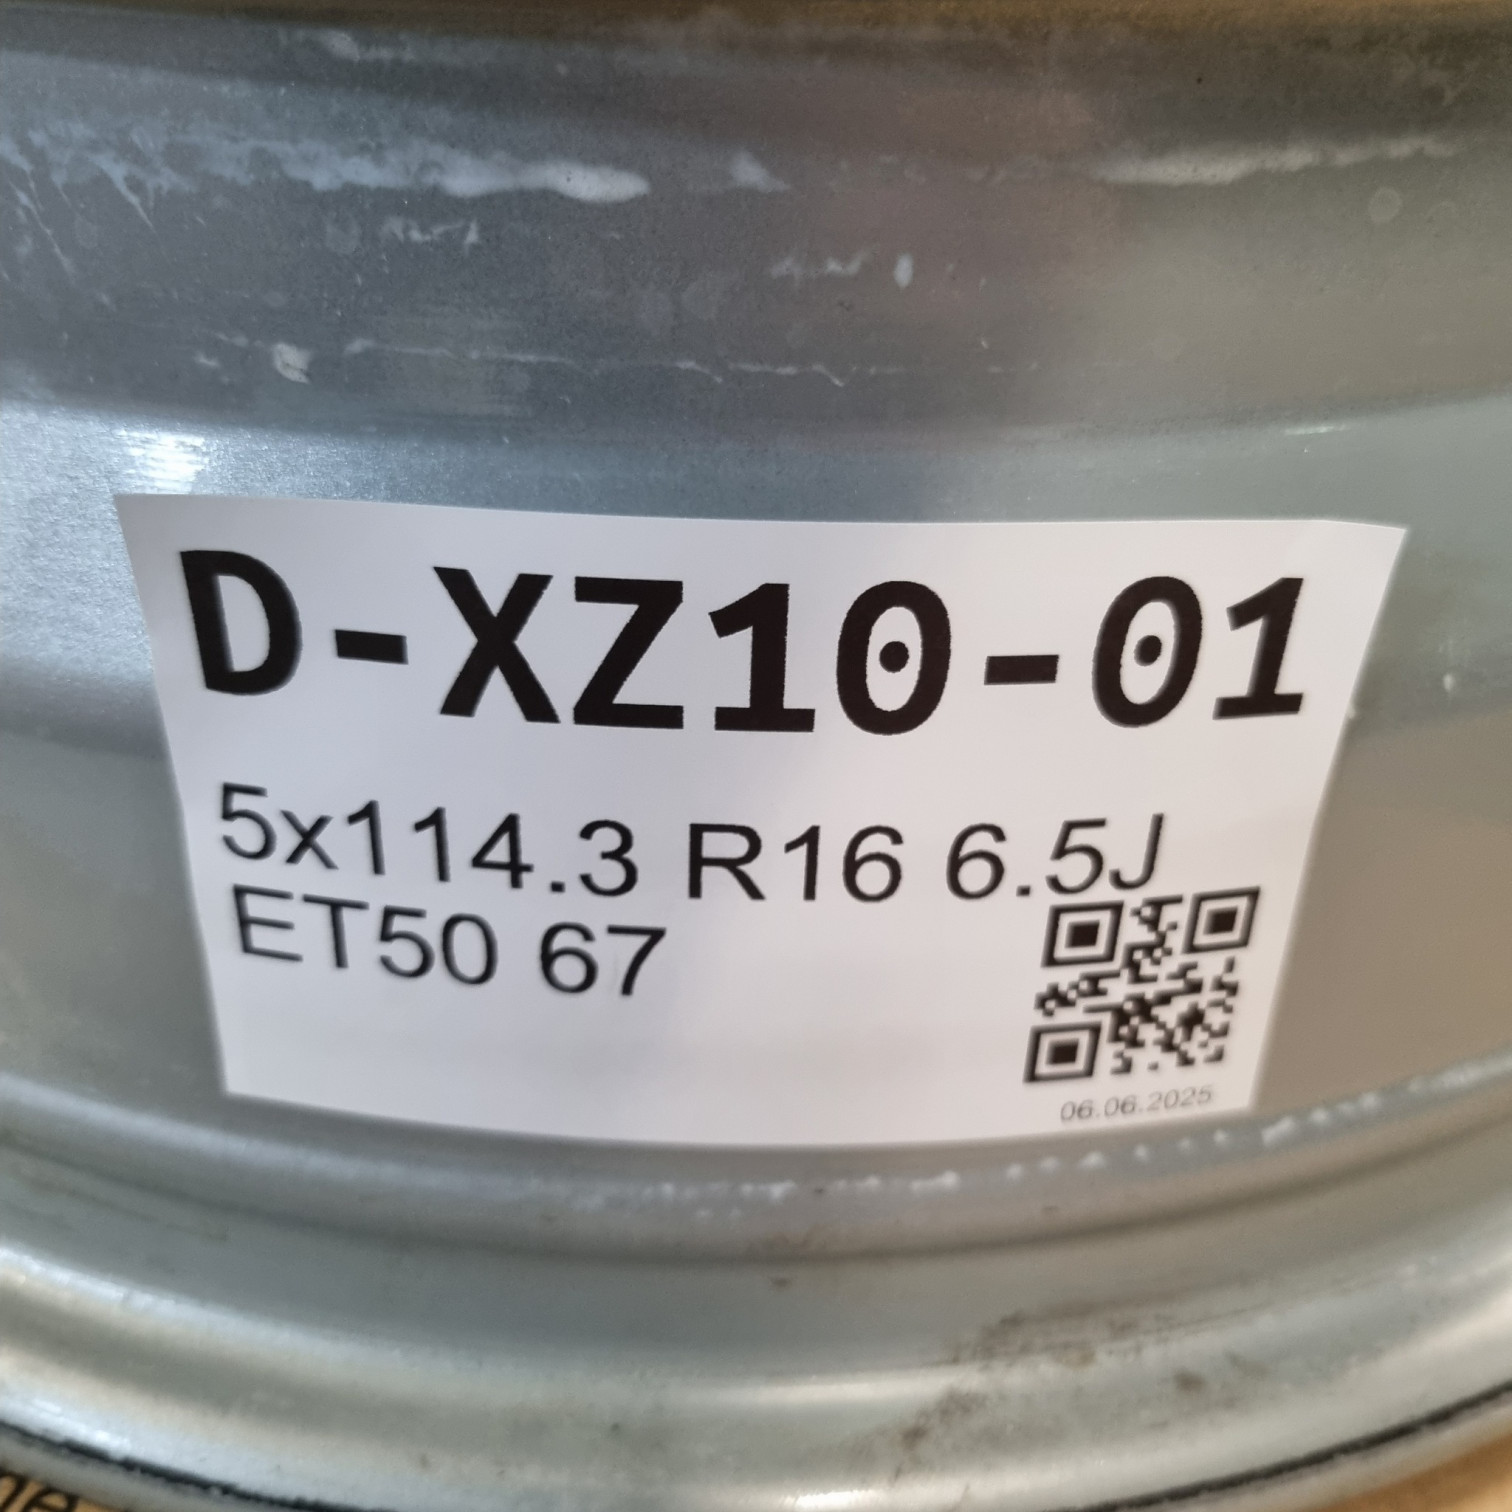 D-XZ10-01
5x114.3 R16 6.5J
ET50 67
06.06.2025